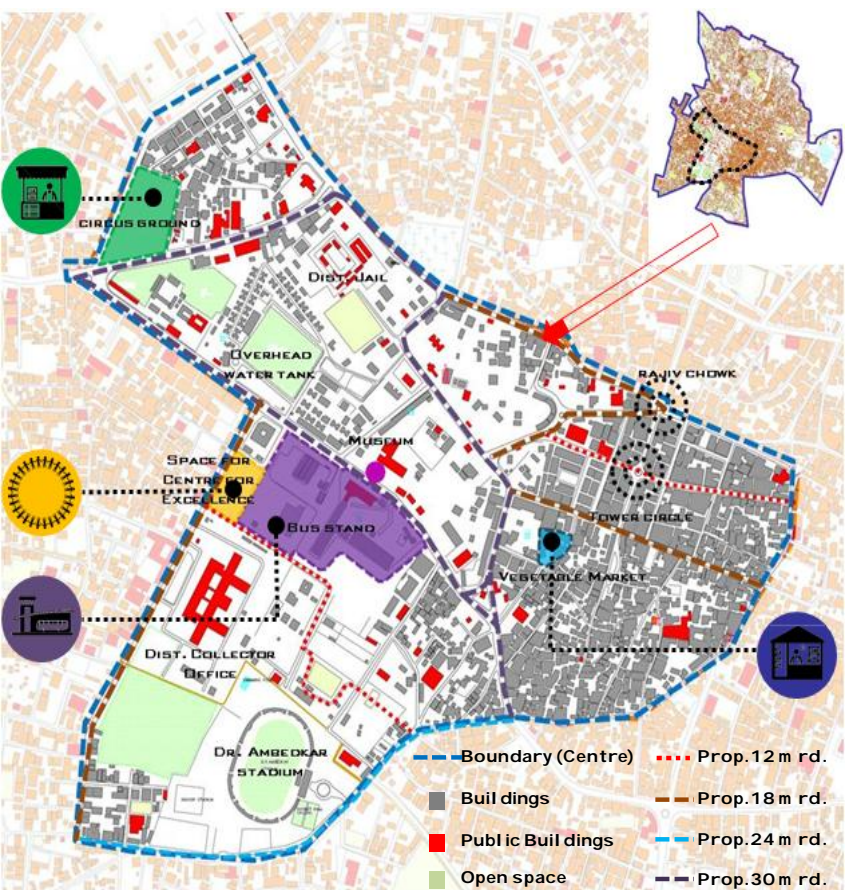 CIRCUS GROUND
DIST. JAIL
OVERHEAD
WATER TANK
RAJIV CHOWK
MUSEUM
SPACE FOR
CENTRE FOR
EXCELLENCE
BUS STAND
TOWER CIRCLE
VEGETABLE MARKET
DIST. COLLECTOR
OFFICE
DR. AMBEDKAR
STADIUM
Boundary (Centre)
Buildings
Public Buildings
Open space
Prop.12 m rd.
Prop.18 m rd.
Prop.24 m rd.
Prop.30 m rd.